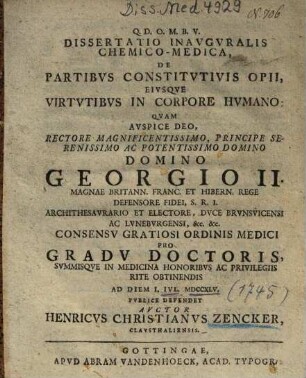 Diss. Med 4929
N. 706
Q. D. O. M. B. V.
DISSERTATIO INAVGVRALIS
CHEMICO-MEDICA,
DE
PARTIBVS CONSTITVTIVIS OPII,
EIVSQVE
VIRTVTIBVS IN CORPORE HVMANO:
QVAM
AVSPICE DEO,
RECTORE MAGNIFICENTISSIMO, PRINCIPE SE-
RENISSIMO AC POTENTISSIMO DOMINO
DOMINO
GEORGIO II.
MAGNAE BRITANN. FRANC. ET HIBERN. REGE
DEFENSORE FIDEI, S. R. I.
ARCHITHESAVRARIO ET ELECTORE, DVCE BRVNSVICENSI
AC LVNEBVRGENSI, &c. &c.
CONSENSV GRATIOSI ORDINIS MEDICI
PRO
GRADV DOCTORIS,
SVMMISQVE IN MEDICINA HONORIBVS AC PRIVILEGIIS
RITE OBTINENDIS
AD DIEM I. IVL. MDCCXLV.
(1745)
PVBLICE DEFENDET
AVCTOR
HENRICVS CHRISTIANVS ZENCKER,
CLAVSTHALIENSIS.
GOTTINGAE,
APVD ABRAM VANDENHOECK, ACAD. TYPOGR.